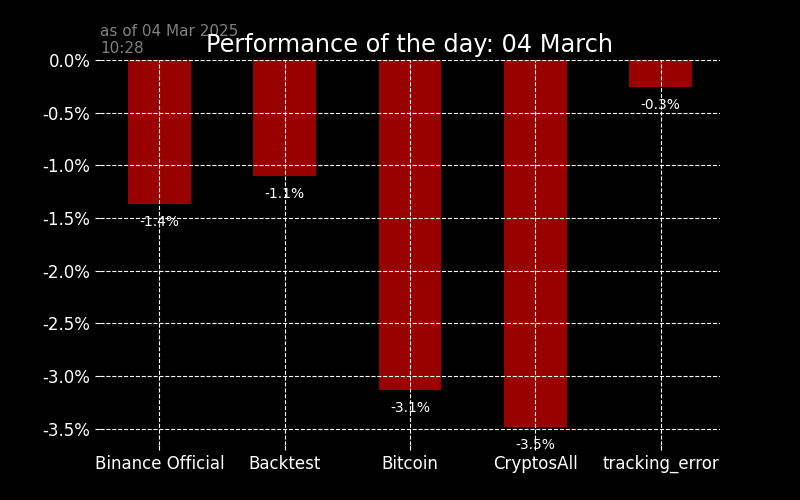 as of 04 Mar 2025
10:28
Performance of the day: 04 March
0.0%
-0.5%
-1.0%
-1.5%
-2.0%
-2.5%
-3.0%
-3.5%
-1.4%
-1.1%
-3.1%
-3.5%
-0.3%
Binance Official
Backtest
Bitcoin
CryptosAll
tracking_error